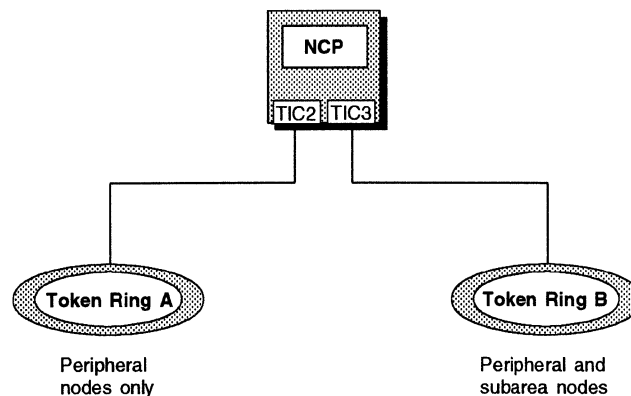 NCP
TIC2 TIC3
Token Ring A
Token Ring B
Peripheral
nodes only
Peripheral and
subarea nodes